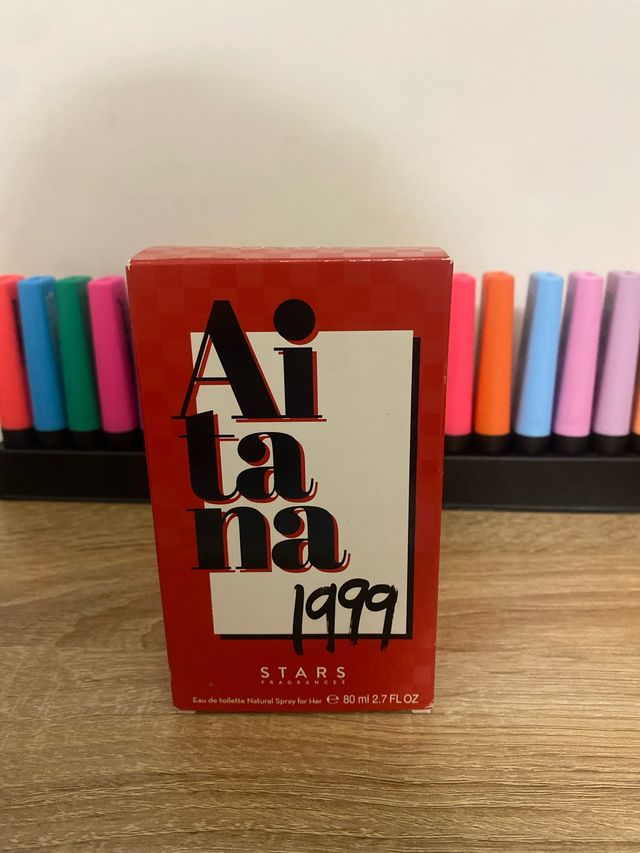 Ai
ta
na
1999
STARS
FRAGRANCES
Eau de toilette Natural Spray for Her ℮ 80 ml 2.7 FL OZ